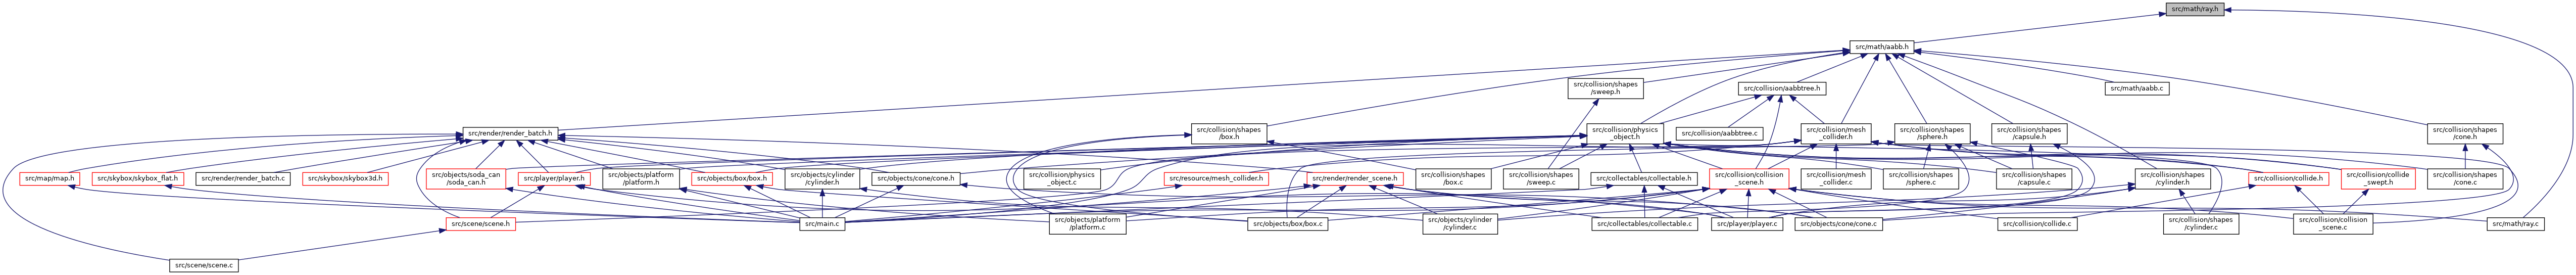 src/math/ray.h
src/math/aabb.h
src/collision/shapes
/sweep.h
src/collision/aabbtree.h
src/math/aabb.c
src/render/render_batch.h
src/collision/shapes
/box.h
src/collision/physics
_object.h
src/collision/aabbtree.c
src/collision/mesh
_collider.h
src/collision/shapes
/sphere.h
src/collision/shapes
/capsule.h
src/collision/shapes
/cone.h
src/map/map.h
src/skybox/skybox_flat.h
src/render/render_batch.c
src/skybox/skybox3d.h
src/objects/soda_can
/soda_can.h
src/player/player.h
src/objects/platform
/platform.h
src/objects/box/box.h
src/objects/cylinder
/cylinder.h
src/objects/cone/cone.h
src/collision/physics
_object.c
src/resource/mesh_collider.h
src/render/render_scene.h
src/collision/shapes
/box.c
src/collision/shapes
/sweep.c
src/collectables/collectable.h
src/collision/collision
_scene.h
src/collision/mesh
_collider.c
src/collision/shapes
/sphere.c
src/collision/shapes
/capsule.c
src/collision/shapes
/cylinder.h
src/collision/collide.h
src/collision/collide
_swept.h
src/collision/shapes
/cone.c
src/scene/scene.h
src/main.c
src/objects/platform
/platform.c
src/objects/box/box.c
src/objects/cylinder
/cylinder.c
src/collectables/collectable.c
src/player/player.c
src/objects/cone/cone.c
src/collision/collide.c
src/collision/shapes
/cylinder.c
src/collision/collision
_scene.c
src/math/ray.c
src/scene/scene.c